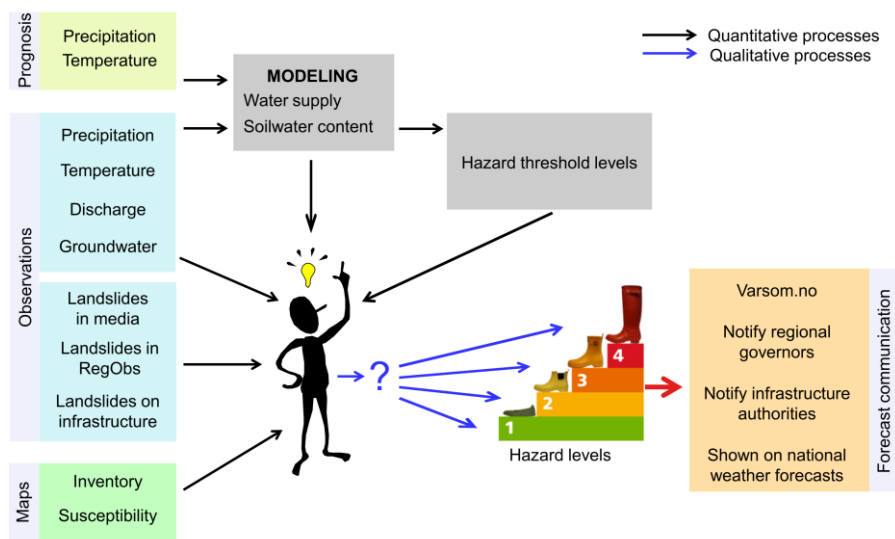 Prognosis
Precipitation
Temperature
Observations
Precipitation
Temperature
Discharge
Groundwater
Landslides
in media
Landslides in
RegObs
Landslides on
infrastructure
Maps
Inventory
Susceptibility
MODELING
Water supply
Soilwater content
Hazard threshold levels
Quantitative processes
Qualitative processes
?
4
3
2
1
Hazard levels
Varsom.no
Notify regional
governors
Notify infrastructure
authorities
Shown on national
weather forecasts
Forecast communication